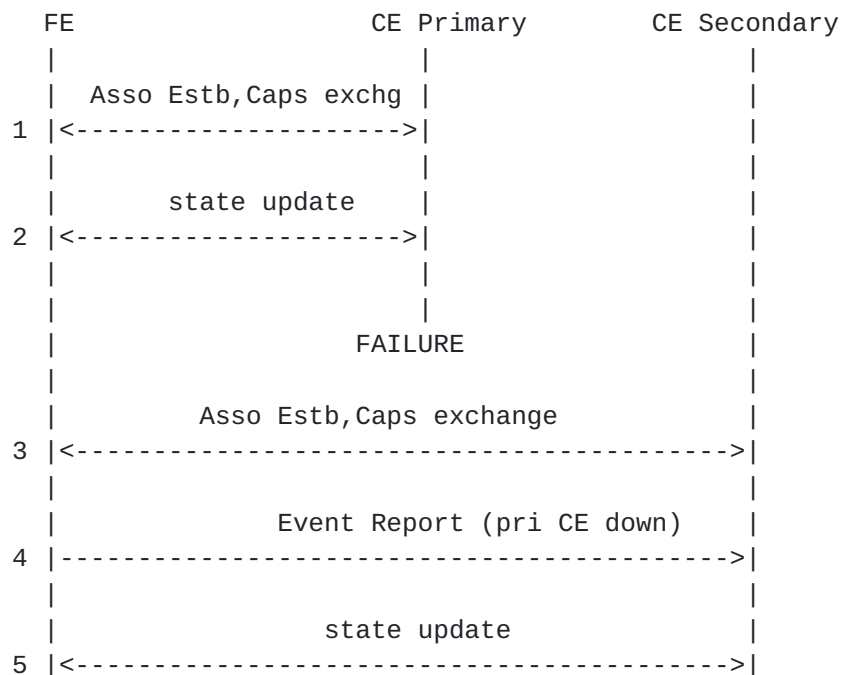 FE CE Primary CE Secondary
Asso Estb,Caps exchg
1
state update
2
FAILURE
Asso Estb,Caps exchange
3
Event Report (pri CE down)
4
state update
5